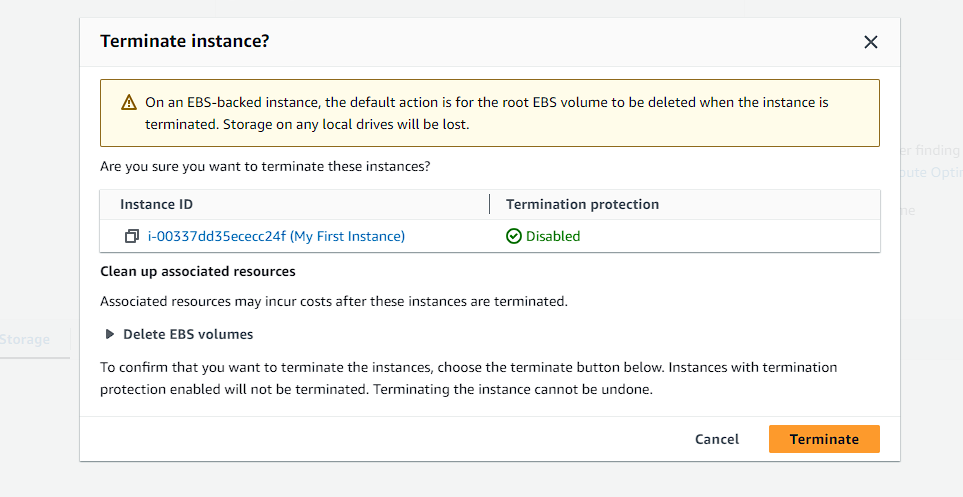 Terminate instance?
On an EBS-backed instance, the default action is for the root EBS volume to be deleted when the instance is
terminated. Storage on any local drives will be lost.
er finding
Are you sure you want to terminate these instances?
pute Optim
Instance ID
Termination protection
ne
i-00337dd35ececc24f (My First Instance)
Disabled
Clean up associated resources
Associated resources may incur costs after these instances are terminated.
Storage
Delete EBS volumes
To confirm that you want to terminate the instances, choose the terminate button below. Instances with termination
protection enabled will not be terminated. Terminating the instance cannot be undone.
Cancel
Terminate